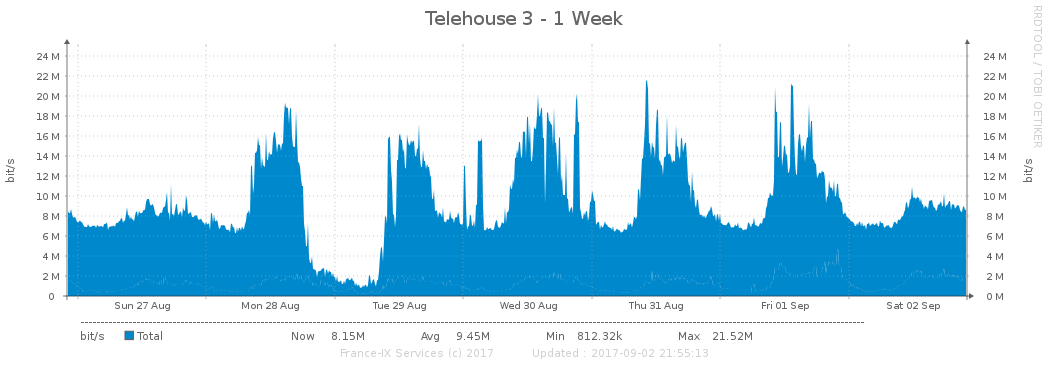 Telehouse 3 - 1 Week
RRDTOOL / TOBI OETIKER
bit/s
24 M
22 M
20 M
18 M
16 M
14 M
12 M
10 M
8 M
6 M
4 M
2 M
0
24 M
22 M
20 M
18 M
16 M
14 M
12 M
10 M
8 M
6 M
4 M
2 M
0 M
bit/s
Sun 27 Aug Mon 28 Aug Tue 29 Aug Wed 30 Aug Thu 31 Aug Fri 01 Sep Sat 02 Sep
bit/s Total Now 8.15M Avg 9.45M Min 812.32k Max 21.52M
France-IX Services (c) 2017 Updated : 2017-09-02 21:55:13